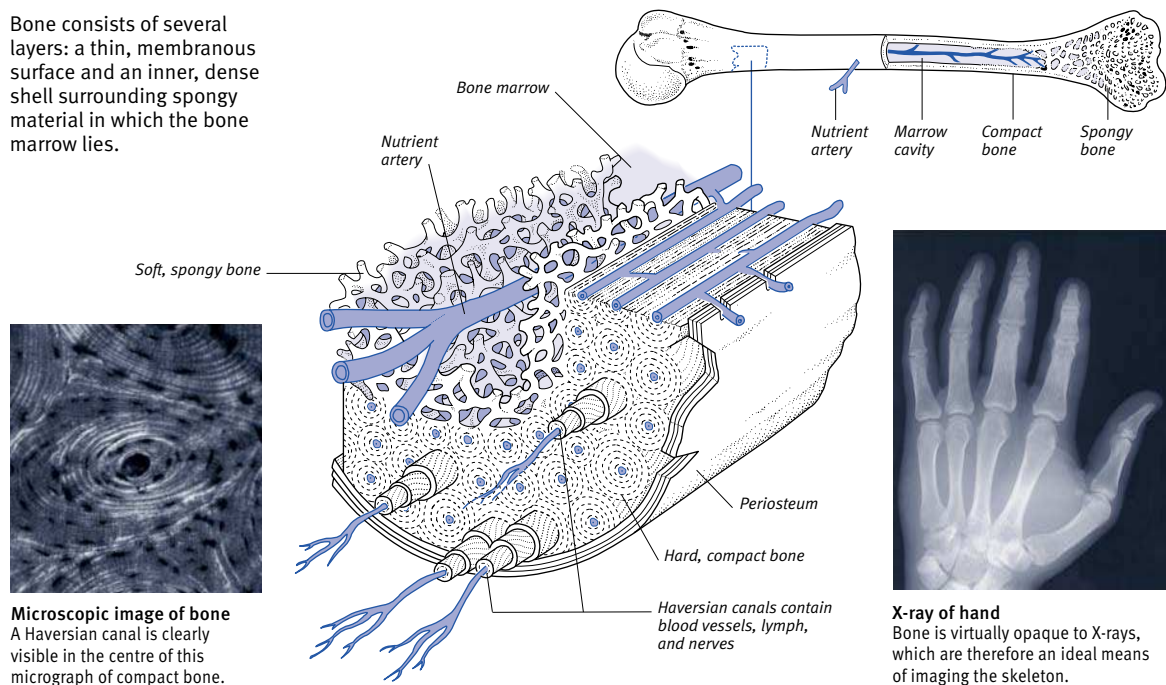 Bone consists of several
layers: a thin, membranous
surface and an inner, dense
shell surrounding spongy
material in which the bone
marrow lies.
Bone marrow
Nutrient
artery
Nutrient
artery
Marrow
cavity
Compact
bone
Spongy
bone
Soft, spongy bone
Periosteum
Hard, compact bone
Haversian canals contain
blood vessels, lymph,
and nerves
Microscopic image of bone
A Haversian canal is clearly
visible in the centre of this
micrograph of compact bone.
X-ray of hand
Bone is virtually opaque to X-rays,
which are therefore an ideal means
of imaging the skeleton.